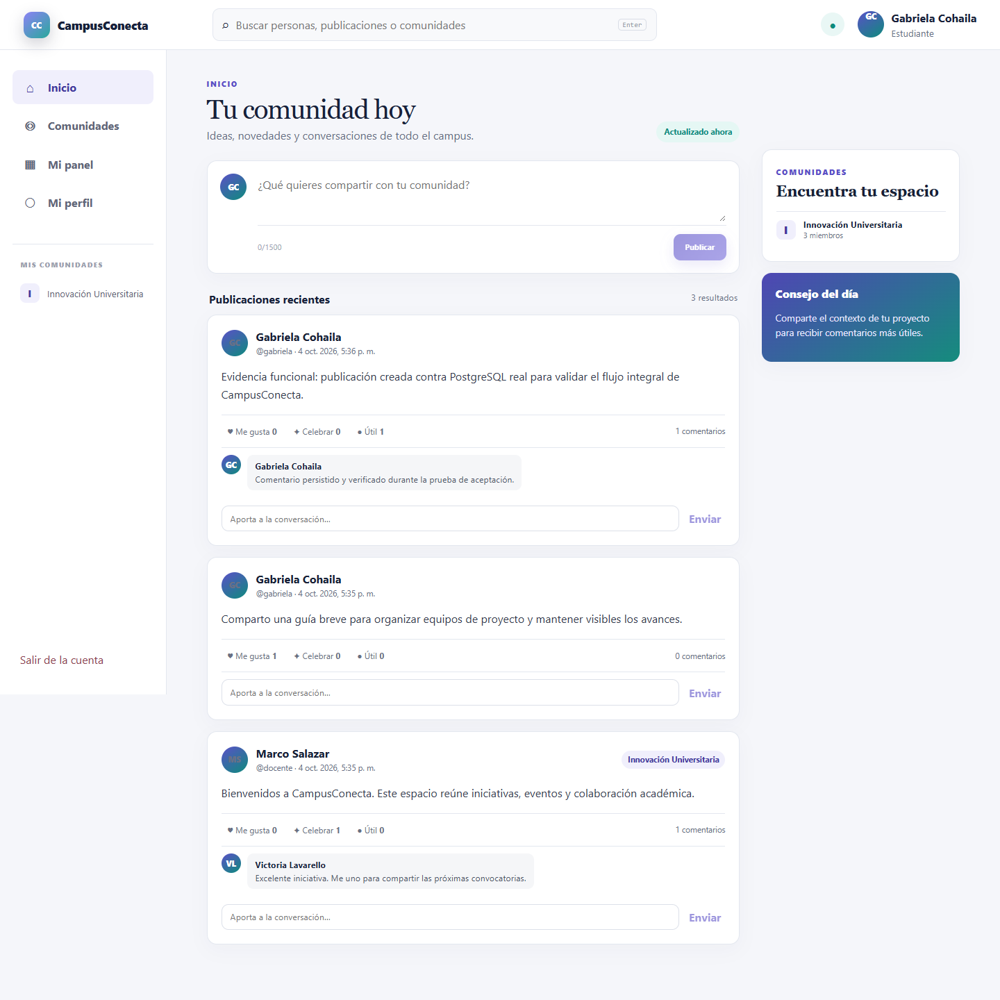 CC CampusConecta
Buscar personas, publicaciones o comunidades Enter
GC
Gabriela Cohaila
Estudiante
Inicio
Comunidades
Mi panel
Mi perfil
MIS COMUNIDADES
I Innovación Universitaria
Salir de la cuenta
INICIO
Tu comunidad hoy
Ideas, novedades y conversaciones de todo el campus.
Actualizado ahora
GC ¿Qué quieres compartir con tu comunidad?
0/1500
Publicar
Publicaciones recientes
3 resultados
GC
Gabriela Cohaila
@gabriela · 4 oct. 2026, 5:36 p. m.
Evidencia funcional: publicación creada contra PostgreSQL real para validar el flujo integral de
CampusConecta.
♥ Me gusta 0 ✦ Celebrar 0 ● Útil 1 1 comentarios
GC
Gabriela Cohaila
Comentario persistido y verificado durante la prueba de aceptación.
Aporta a la conversación... Enviar
GC
Gabriela Cohaila
@gabriela · 4 oct. 2026, 5:35 p. m.
Comparto una guía breve para organizar equipos de proyecto y mantener visibles los avances.
♥ Me gusta 1 ✦ Celebrar 0 ● Útil 0 0 comentarios
Aporta a la conversación... Enviar
MS
Marco Salazar
@docente · 4 oct. 2026, 5:35 p. m.
Innovación Universitaria
Bienvenidos a CampusConecta. Este espacio reúne iniciativas, eventos y colaboración académica.
♥ Me gusta 0 ✦ Celebrar 1 ● Útil 0 1 comentarios
VL
Victoria Lavarello
Excelente iniciativa. Me uno para compartir las próximas convocatorias.
Aporta a la conversación... Enviar
COMUNIDADES
Encuentra tu espacio
I
Innovación Universitaria
3 miembros
Consejo del día
Comparte el contexto de tu proyecto
para recibir comentarios más útiles.